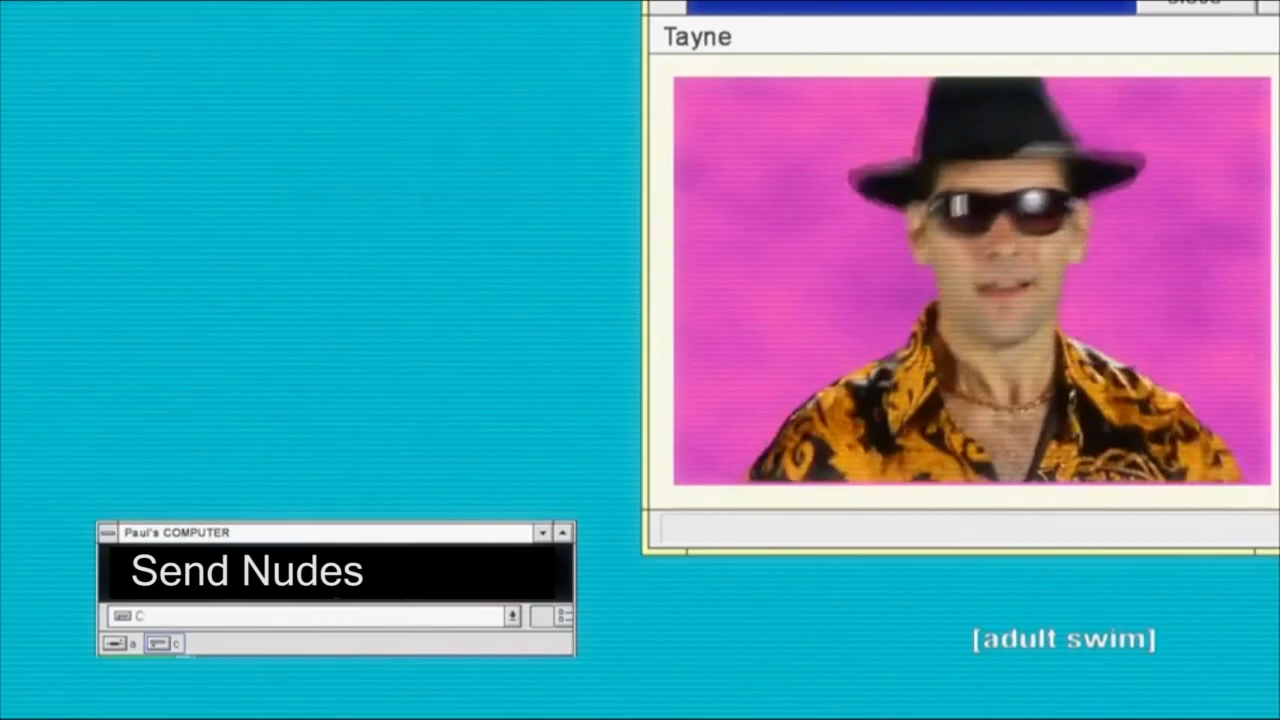 Tayne
Paul's COMPUTER
Send Nudes
C:
a
c
[adult swim]